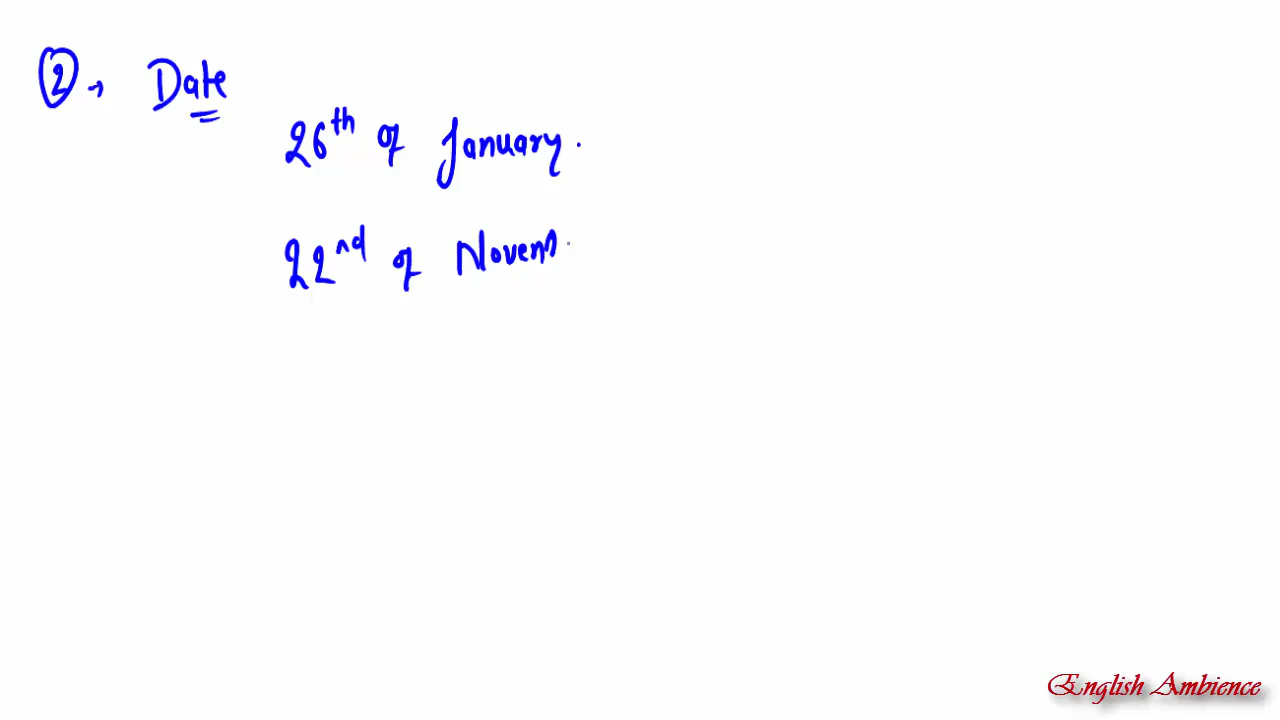 ② → Date
26th of January.
22nd of Novem
English Ambience